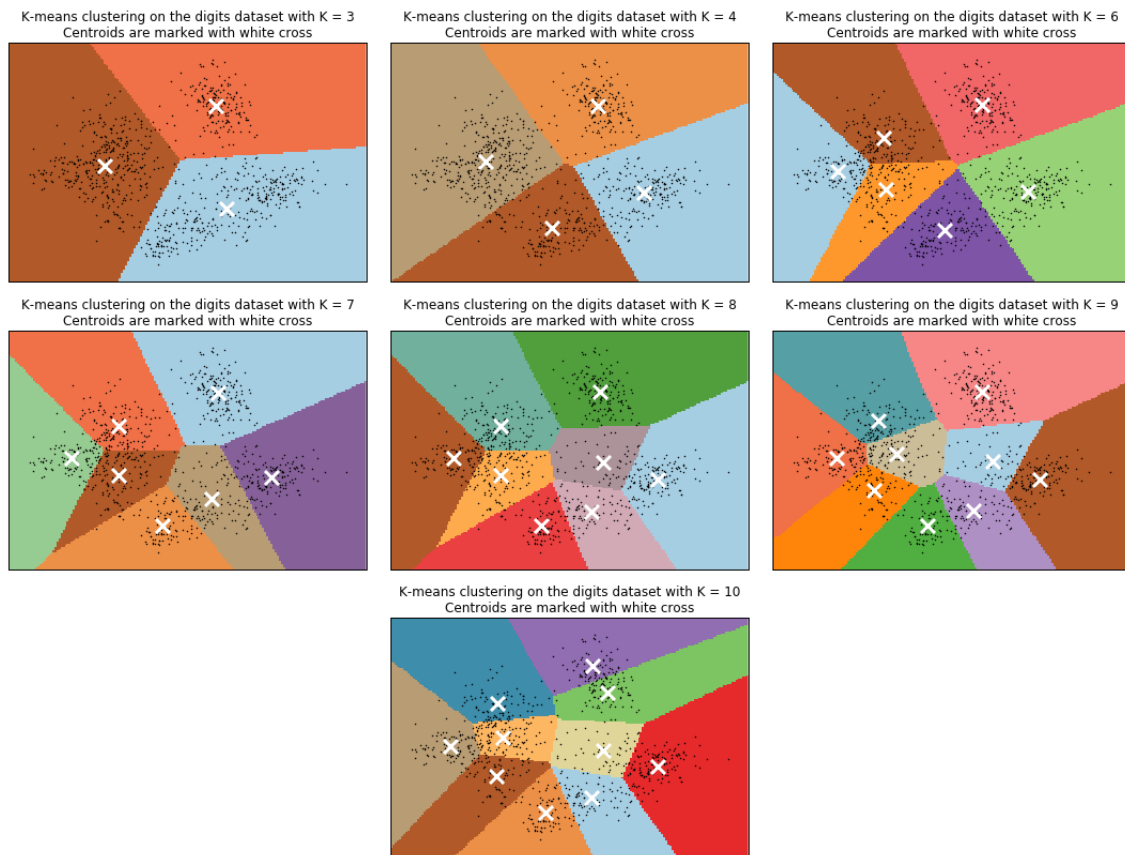 K-means clustering on the digits dataset with K = 3
Centroids are marked with white cross
K-means clustering on the digits dataset with K = 4
Centroids are marked with white cross
K-means clustering on the digits dataset with K = 6
Centroids are marked with white cross
K-means clustering on the digits dataset with K = 7
Centroids are marked with white cross
K-means clustering on the digits dataset with K = 8
Centroids are marked with white cross
K-means clustering on the digits dataset with K = 9
Centroids are marked with white cross
K-means clustering on the digits dataset with K = 10
Centroids are marked with white cross